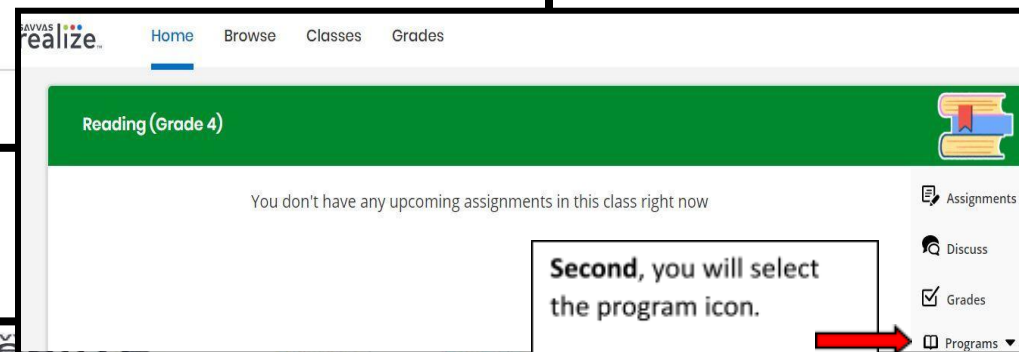 SAVVAS
realize™
Home Browse Classes Grades
Reading (Grade 4)
You don't have any upcoming assignments in this class right now
Assignments
Discuss
Second, you will select
the program icon.
Grades
Programs